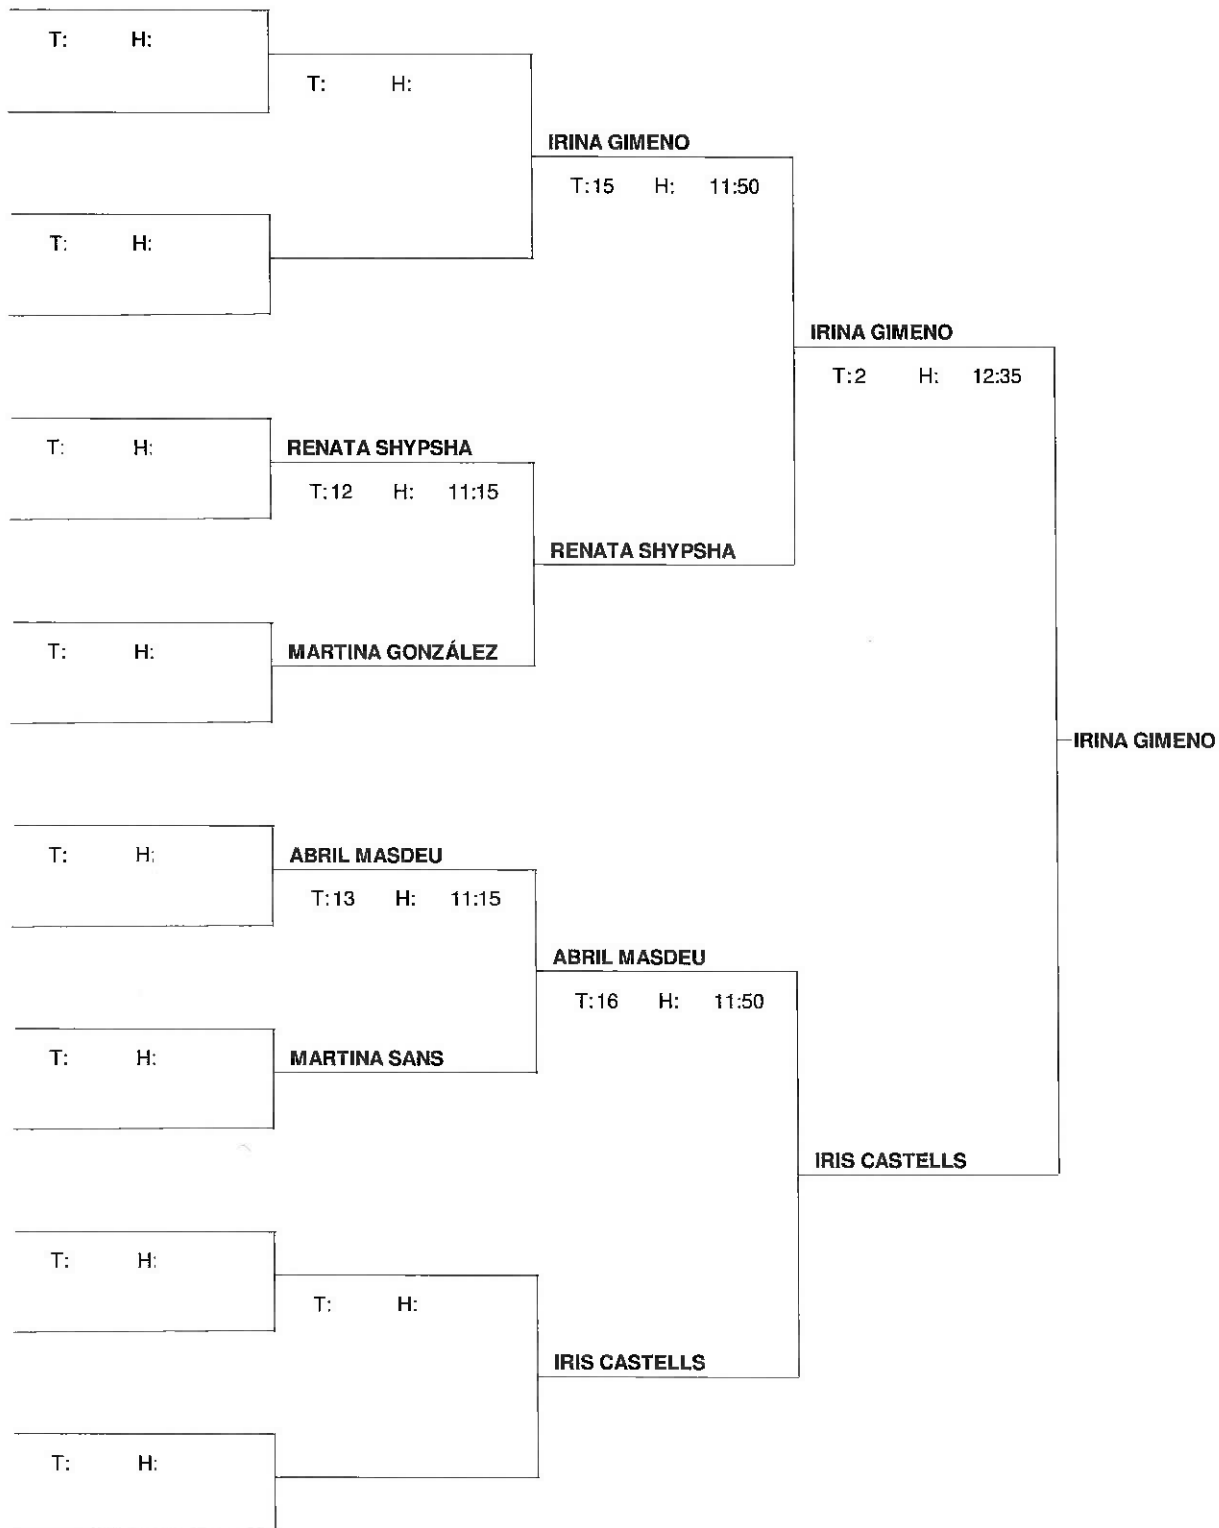 T: H:
T: H:
IRINA GIMENO
T:15 H: 11:50
T: H:
IRINA GIMENO
T:2 H: 12:35
T: H:
RENATA SHYPSHA
T:12 H: 11:15
RENATA SHYPSHA
T: H:
MARTINA GONZÁLEZ
IRINA GIMENO
T: H:
ABRIL MASDEU
T:13 H: 11:15
ABRIL MASDEU
T:16 H: 11:50
T: H:
MARTINA SANS
IRIS CASTELLS
T: H:
T: H:
IRIS CASTELLS
T: H: